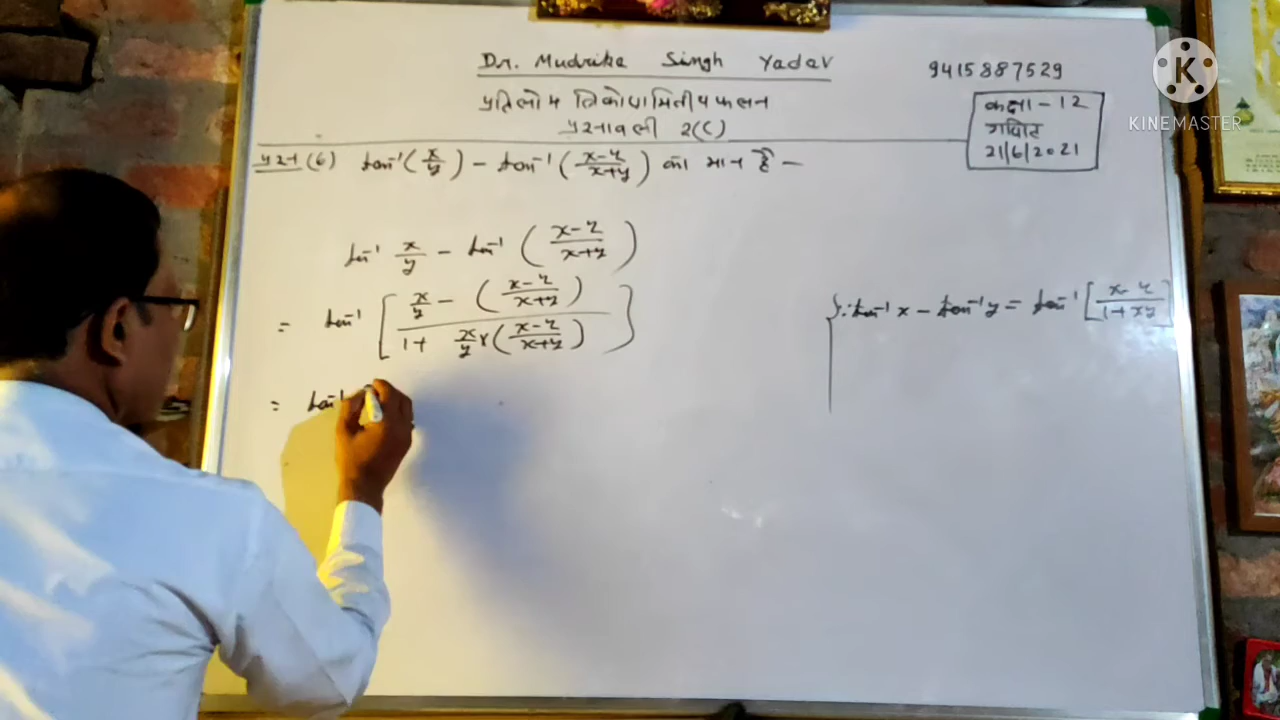 Dr. Mudrika Singh Yadav
9415887529
K
KINEMASTER
प्रतिलोम त्रिकोणमितीय फलन
प्रश्नावली 2(C)
कक्षा - 12
गणित
21/6/2021
प्रश्न (6) tan⁻¹(x/y) - tan⁻¹((x-y)/(x+y)) का मान है -
tan⁻¹ x/y - tan⁻¹((x-y)/(x+y))
= tan⁻¹[(x/y - ((x-y)/(x+y)))/(1+ x/y×((x-y)/(x+y)))]
{∵ tan⁻¹x - tan⁻¹y = tan⁻¹[(x-y)/(1+xy)]
= tan⁻¹